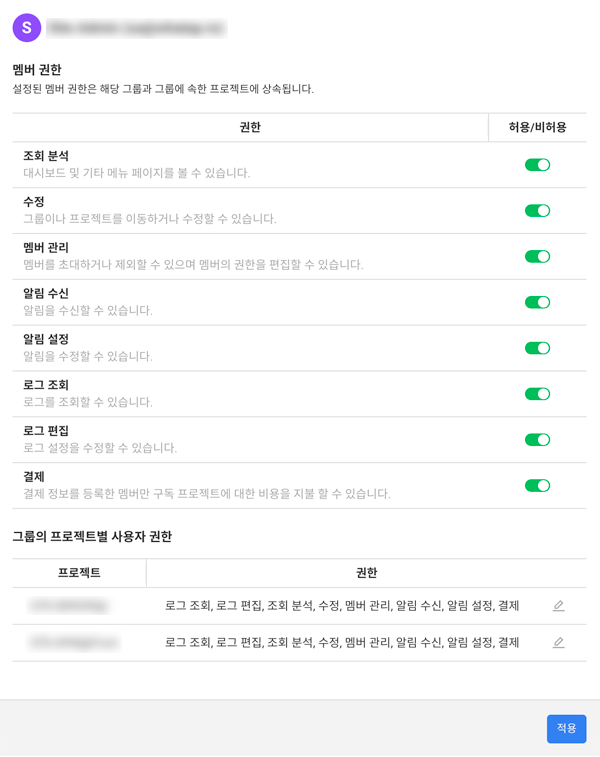 S
멤버 권한
설정된 멤버 권한은 해당 그룹과 그룹에 속한 프로젝트에 상속됩니다.
권한 허용/비허용
조회 분석
대시보드 및 기타 메뉴 페이지를 볼 수 있습니다.
수정
그룹이나 프로젝트를 이동하거나 수정할 수 있습니다.
멤버 관리
멤버를 초대하거나 제외할 수 있으며 멤버의 권한을 편집할 수 있습니다.
알림 수신
알림을 수신할 수 있습니다.
알림 설정
알림을 수정할 수 있습니다.
로그 조회
로그를 조회할 수 있습니다.
로그 편집
로그 설정을 수정할 수 있습니다.
결제
결제 정보를 등록한 멤버만 구독 프로젝트에 대한 비용을 지불 할 수 있습니다.
그룹의 프로젝트별 사용자 권한
프로젝트 권한
로그 조회, 로그 편집, 조회 분석, 수정, 멤버 관리, 알림 수신, 알림 설정, 결제
로그 조회, 로그 편집, 조회 분석, 수정, 멤버 관리, 알림 수신, 알림 설정, 결제
적용